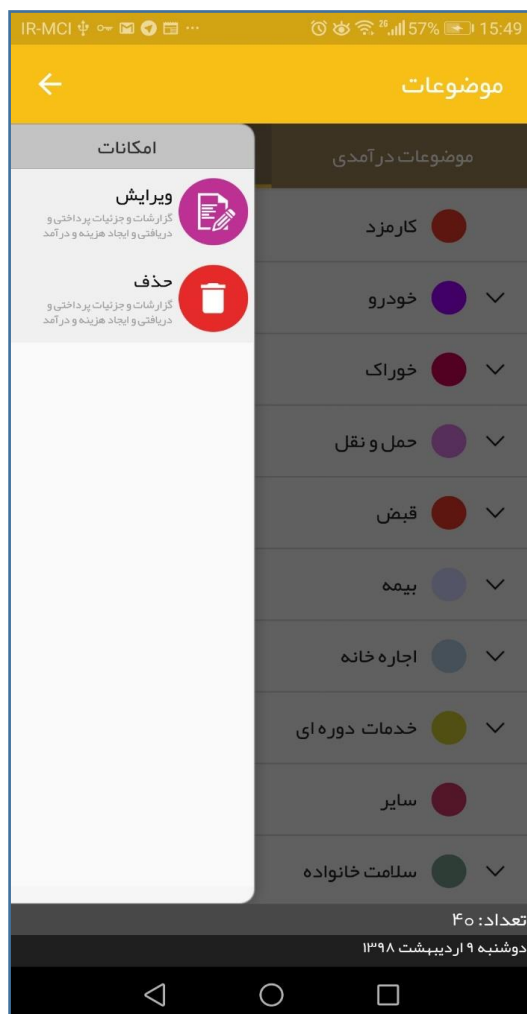 IR-MCI ... 2G 57% 15:49
موضوعات
موضوعات درآمدی
امکانات
ویرایش
گزارشات و جزئیات پرداختی و
دریافتی و ایجاد هزینه و درآمد
حذف
گزارشات و جزئیات پرداختی و
دریافتی و ایجاد هزینه و درآمد
کارمزد
خودرو
خوراک
حمل و نقل
قبض
بیمه
اجاره خانه
خدمات دوره ای
سایر
سلامت خانواده
تعداد: ۴۰
دوشنبه ۹ اردیبهشت ۱۳۹۸